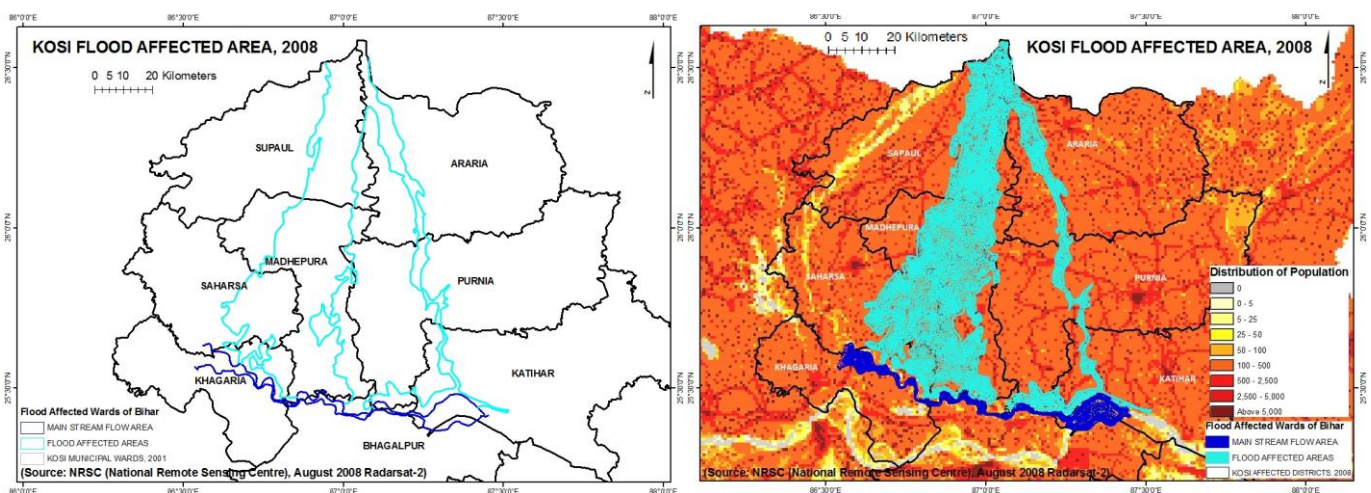 86°0'0"E
86°30'0"E
87°0'0"E
87°30'0"E
88°0'0"E
KOSI FLOOD AFFECTED AREA, 2008
0 5 10 20 Kilometers
26°30'0"N
26°0'0"N
25°30'0"N
N
SUPAUL
ARARIA
MADHEPURA
PURNIA
SAHARSA
KATIHAR
KHAGARIA
BHAGALPUR
Flood Affected Wards of Bihar
MAIN STREAM FLOW AREA
FLOOD AFFECTED AREAS
KOSI MUNICIPAL WARDS, 2001
(Source: NRSC (National Remote Sensing Centre), August 2008 Radarsat-2)
86°30'0"E
87°0'0"E
87°30'0"E
88°0'0"E
86°30'0"E
87°0'0"E
87°30'0"E
88°0'0"E
KOSI FLOOD AFFECTED AREA, 2008
0 5 10 20 Kilometers
N
26°30'0"N
26°0'0"N
25°30'0"N
SAPAUL
ARARIA
MADHEPURA
SAHARSA
PURNIA
KHAGARIA
KATIHAR
Distribution of Population
0
0 - 5
5 - 25
25 - 50
50 - 100
100 - 500
500 - 2,500
2,500 - 5,000
Above 5,000
Flood Affected Wards of Bihar
MAIN STREAM FLOW AREA
FLOOD AFFECTED AREAS
KOSI AFFECTED DISTRICTS, 2008
(Source: NRSC (National Remote Sensing Centre), August 2008 Radarsat-2)
86°30'0"E
87°0'0"E
87°30'0"E
88°0'0"E